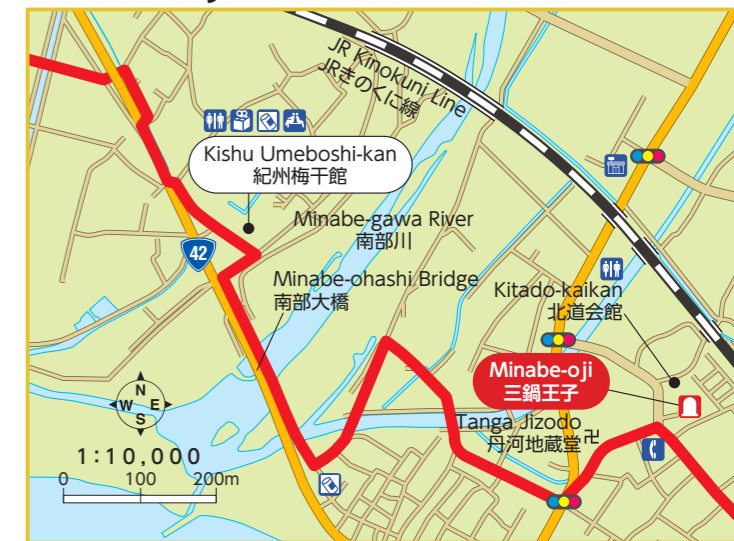 JR Kinokuni Line
JRきのくに線
Kishu Umeboshi-kan
紀州梅干館
Minabe-gawa River
南部川
42
Minabe-ohashi Bridge
南部大橋
Kitado-kaikan
北道会館
Minabe-oji
三鍋王子
Tanga Jizodo
丹河地蔵堂卍
N
W E
S
1:10,000
0 100 200m